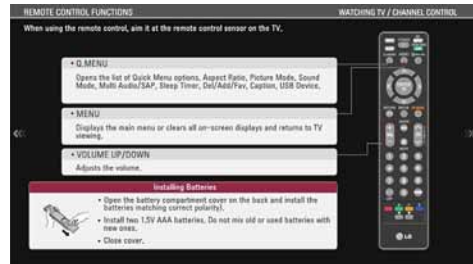 REMOTE CONTROL FUNCTIONS
WATCHING TV / CHANNEL CONTROL
When using the remote control, aim it at the remote control sensor on the TV.
• Q.MENU
Opens the list of Quick Menu options, Aspect Ratio, Picture Mode, Sound
Mode, Multi Audio/SAP, Sleep Timer, Del/Add/Fav, Caption, USB Device.
• MENU
Displays the main menu or clears all on-screen displays and returns to TV
viewing.
• VOLUME UP/DOWN
Adjusts the volume.
Installing Batteries
• Open the battery compartment cover on the back and install the
batteries matching correct polarity).
• Install two 1.5V AAA batteries. Do not mix old or used batteries with
new ones.
• Close cover.
LG